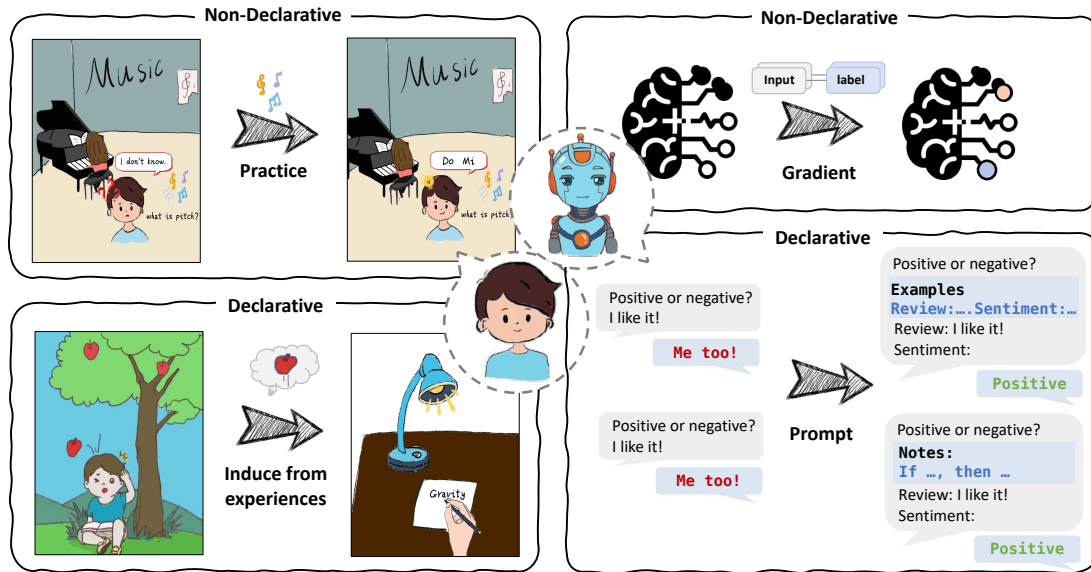 Non-Declarative
Music
I don't know.
what is pitch?
Practice
Music
Do Mi
what is pitch?
Non-Declarative
Input
label
Gradient
Declarative
Induce from
experiences
Gravity
Declarative
Positive or negative?
I like it!
Me too!
Positive or negative?
I like it!
Me too!
Prompt
Positive or negative?
Examples
Review:….Sentiment:…
Review: I like it!
Sentiment:
Positive
Positive or negative?
Notes:
If …, then …
Review: I like it!
Sentiment:
Positive